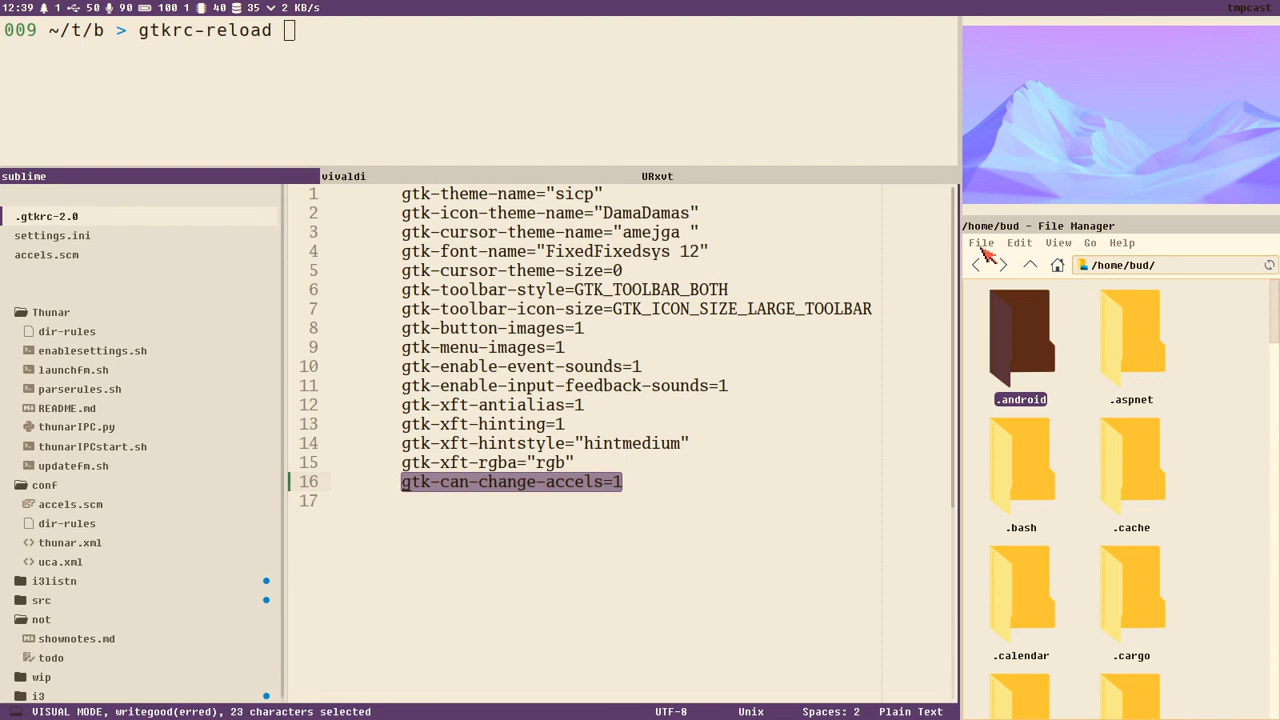 12:39 1 50 90 100 1 40 35 2 KB/s
tmpcast
009 ~/t/b > gtkrc-reload
sublime
vivaldi
URxvt
.gtkrc-2.0
settings.ini
accels.scm
Thunar
dir-rules
enablesettings.sh
launchfm.sh
parserules.sh
README.md
thunarIPC.py
thunarIPCstart.sh
updatefm.sh
conf
accels.scm
dir-rules
thunar.xml
uca.xml
i3listn
src
not
shownotes.md
todo
wip
i3
1 gtk-theme-name="sicp"
2 gtk-icon-theme-name="DamaDamas"
3 gtk-cursor-theme-name="amejga "
4 gtk-font-name="FixedFixedsys 12"
5 gtk-cursor-theme-size=0
6 gtk-toolbar-style=GTK_TOOLBAR_BOTH
7 gtk-toolbar-icon-size=GTK_ICON_SIZE_LARGE_TOOLBAR
8 gtk-button-images=1
9 gtk-menu-images=1
10 gtk-enable-event-sounds=1
11 gtk-enable-input-feedback-sounds=1
12 gtk-xft-antialias=1
13 gtk-xft-hinting=1
14 gtk-xft-hintstyle="hintmedium"
15 gtk-xft-rgba="rgb"
16 gtk-can-change-accels=1
17
/home/bud - File Manager
File Edit View Go Help
/home/bud/
.android .aspnet
.bash .cache
.calendar .cargo
VISUAL MODE, writegood(erred), 23 characters selected
UTF-8 Unix Spaces: 2 Plain Text